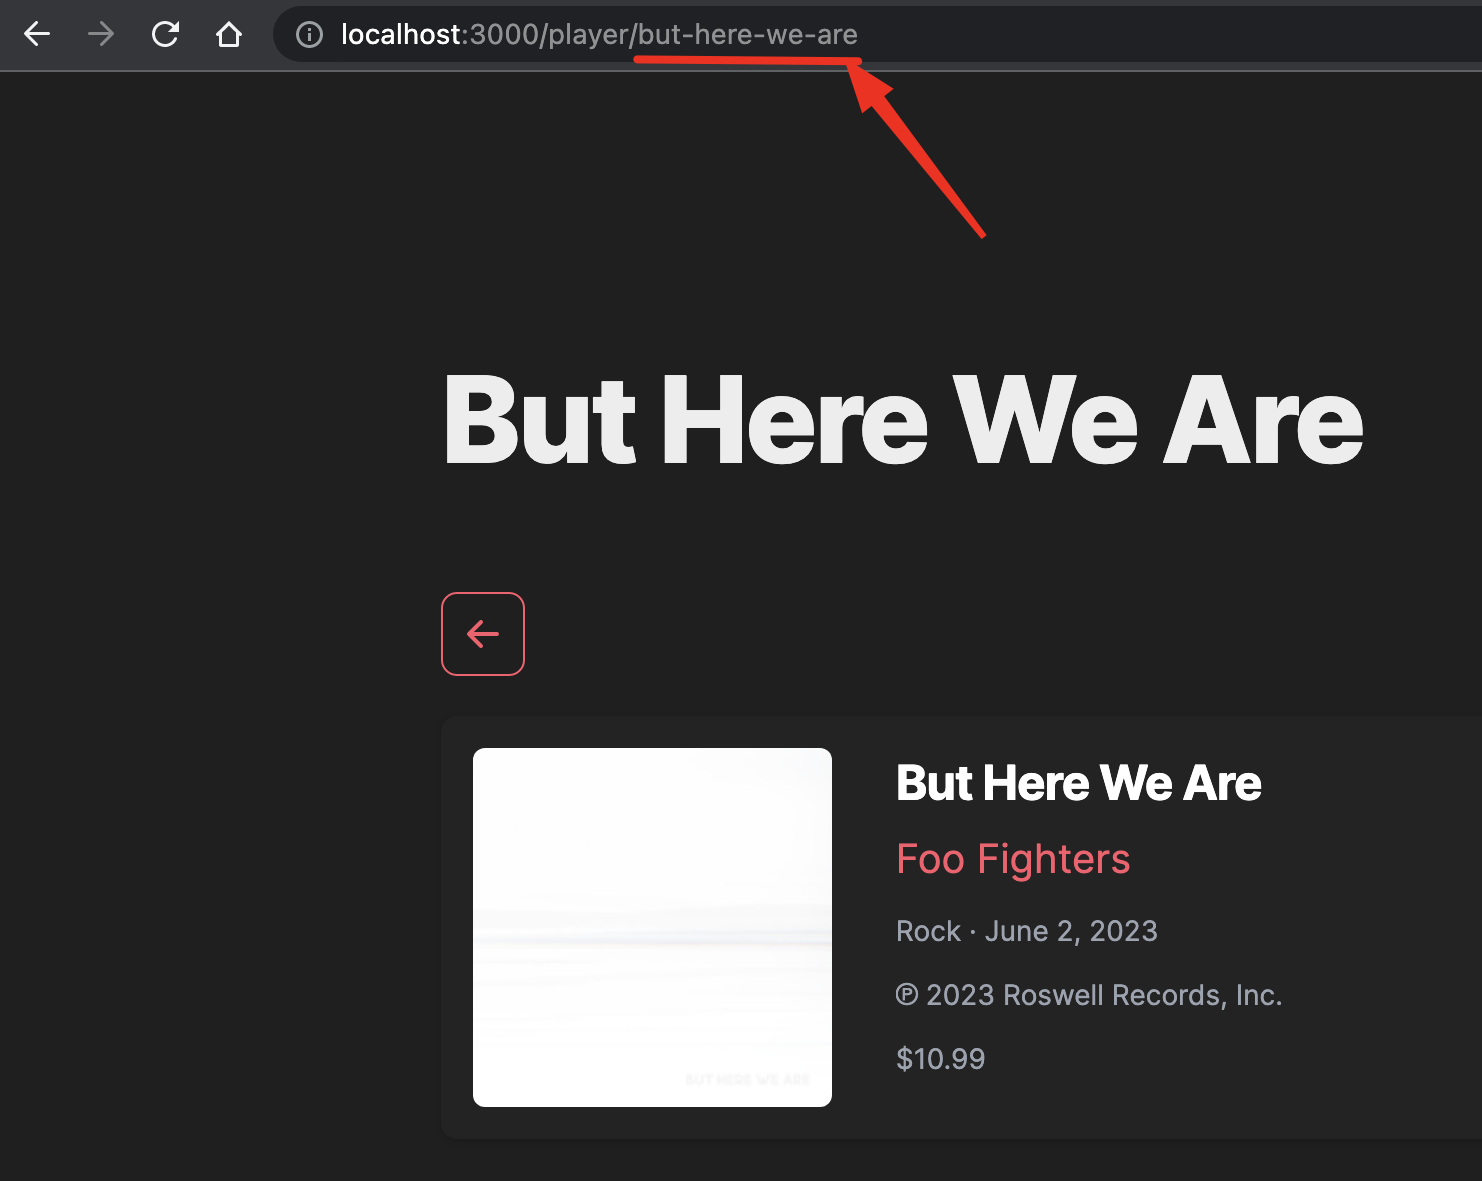 localhost:3000/player/but-here-we-are
But Here We Are
But Here We Are
Foo Fighters
Rock · June 2, 2023
℗ 2023 Roswell Records, Inc.
$10.99
BUT HERE WE ARE